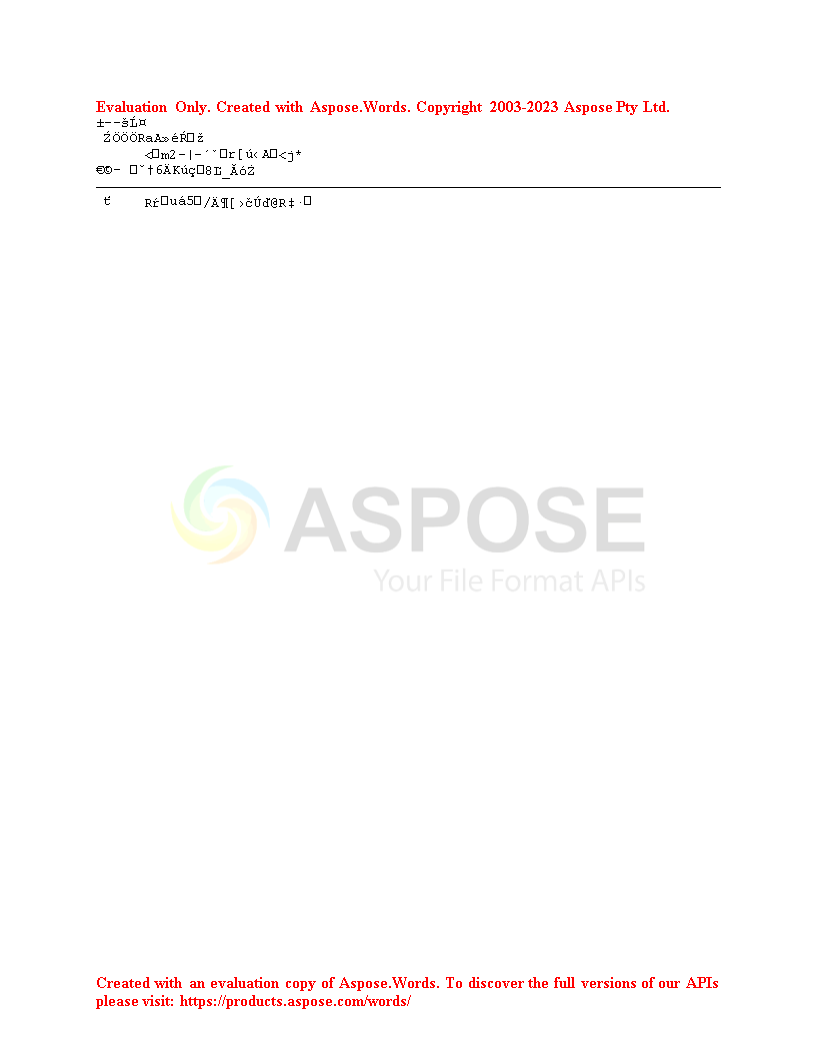 Evaluation Only. Created with Aspose.Words. Copyright 2003-2023 Aspose Pty Ltd.
±--šĹ¤
ŹÖÖÖRaA»éŔ□ž
<□m2-|-´ˇ□r[ú‹A□<j*
€©- □ˇ†6ÄKúç□8Ľ_ĂóŻ
ť Rŕ□uá5□/Ä¶[›čÚď@R‡·□
ASPOSE
Your File Format APIs
Created with an evaluation copy of Aspose.Words. To discover the full versions of our APIs
please visit: https://products.aspose.com/words/